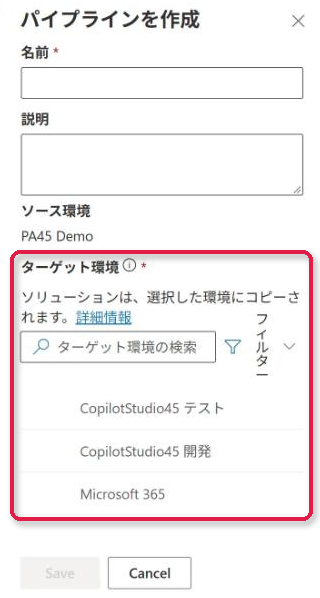 パイプラインを作成
名前 *
説明
ソース環境
PA45 Demo
ターゲット環境 *
ソリューションは、選択した環境にコピーさ
れます。詳細情報
ターゲット環境の検索
フィルター
CopilotStudio45 テスト
CopilotStudio45 開発
Microsoft 365
Save
Cancel